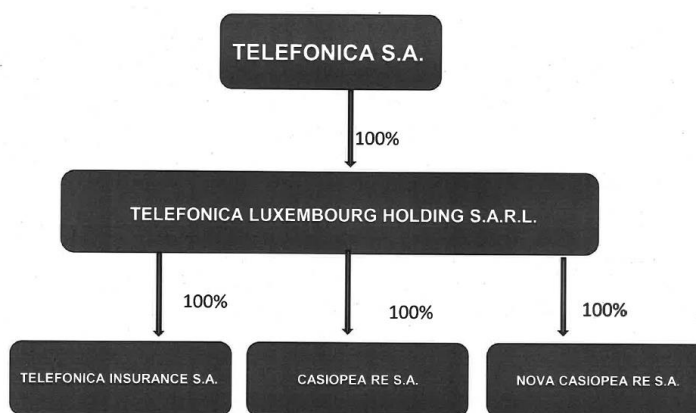 TELEFONICA S.A.
100%
TELEFONICA LUXEMBOURG HOLDING S.A.R.L.
100%
100%
100%
TELEFONICA INSURANCE S.A.
CASIOPEA RE S.A.
NOVA CASIOPEA RE S.A.